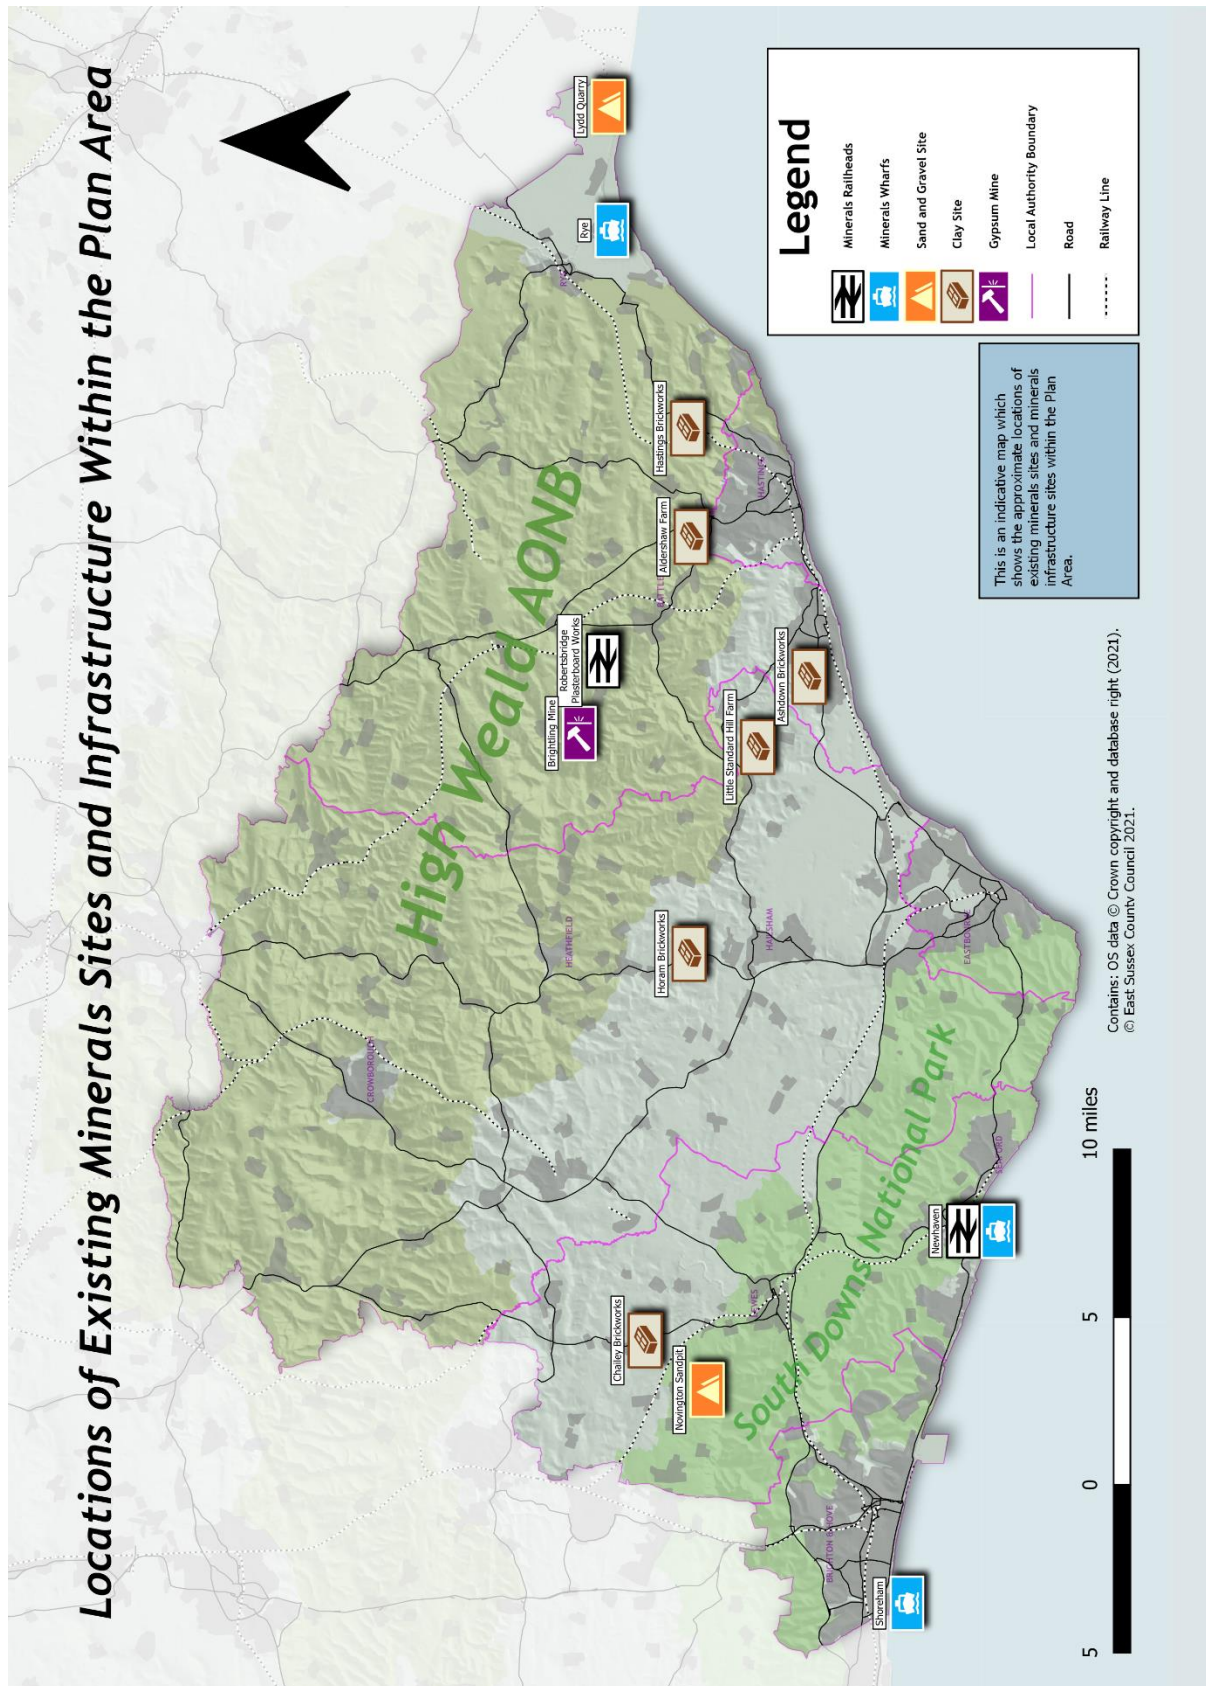 Locations of Existing Minerals Sites and Infrastructure Within the Plan Area
Lydd Quarry
Rye
RYE
High Weald AONB
Hastings Brickworks
HASTINGS
Aldershaw Farm
BATTLE
Robertsbridge
Plasterboard Works
Brightling Mine
Ashdown Brickworks
Little Standard Hill Farm
HEATHFIELD
Horam Brickworks
HAILSHAM
EASTBOURNE
CROWBOROUGH
South Downs National Park
SEAFORD
Newhaven
LEWES
Chailey Brickworks
Novington Sandpit
BRIGHTON & HOVE
Shoreham
Legend
Minerals Railheads
Minerals Wharfs
Sand and Gravel Site
Clay Site
Gypsum Mine
Local Authority Boundary
Road
Railway Line
This is an indicative map which
shows the approximate locations of
existing minerals sites and minerals
infrastructure sites within the Plan
Area.
Contains: OS data © Crown copyright and database right (2021).
© East Sussex County Council 2021.
5 0 5 10 miles